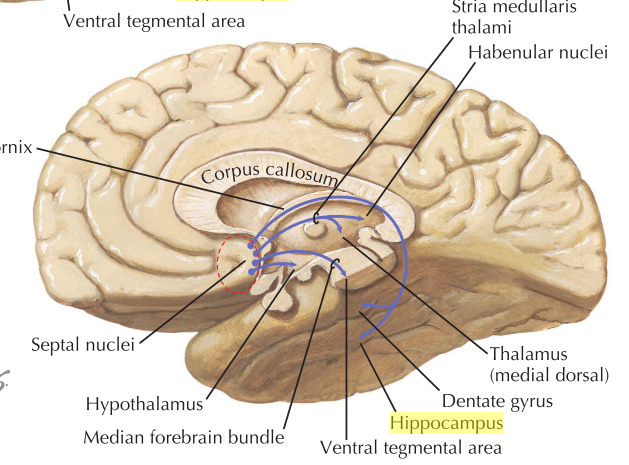 Ventral tegmental area
Stria medullaris
thalami
Habenular nuclei
ornix
Corpus callosum
Septal nuclei
Thalamus
(medial dorsal)
Hypothalamus
Dentate gyrus
Hippocampus
Median forebrain bundle
Ventral tegmental area